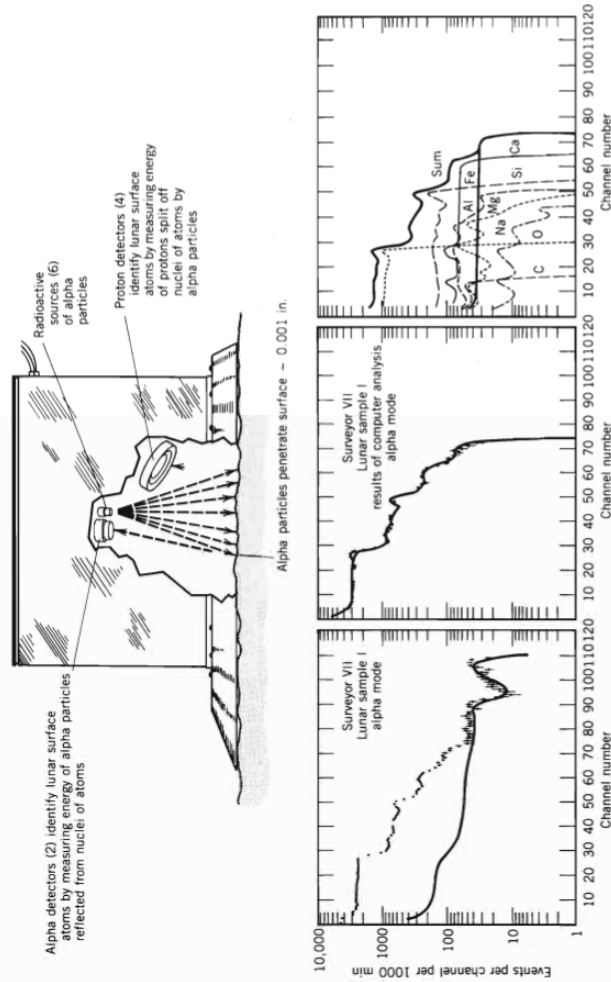 Alpha detectors (2) identify lunar surface
atoms by measuring energy of alpha particles
reflected from nuclei of atoms
Radioactive
sources (6)
of alpha
particles
Proton detectors (4)
identify lunar surface
atoms by measuring energy
of protons split off
nuclei of atoms by
alpha particles
Alpha particles penetrate surface ~ 0.001 in.
Events per channel per 1000 min
10,000
1000
100
10
1
Surveyor VII
Lunar sample I
alpha mode
10 20 30 40 50 60 70 80 90 100 110 120
Channel number
Surveyor VII
Lunar sample I
results of computer analysis
alpha mode
10 20 30 40 50 60 70 80 90 100 110 120
Channel number
Sum
Fe
Ca
Al
Si
Mg
Na
O
C
10 20 30 40 50 60 70 80 90 100 110 120
Channel number